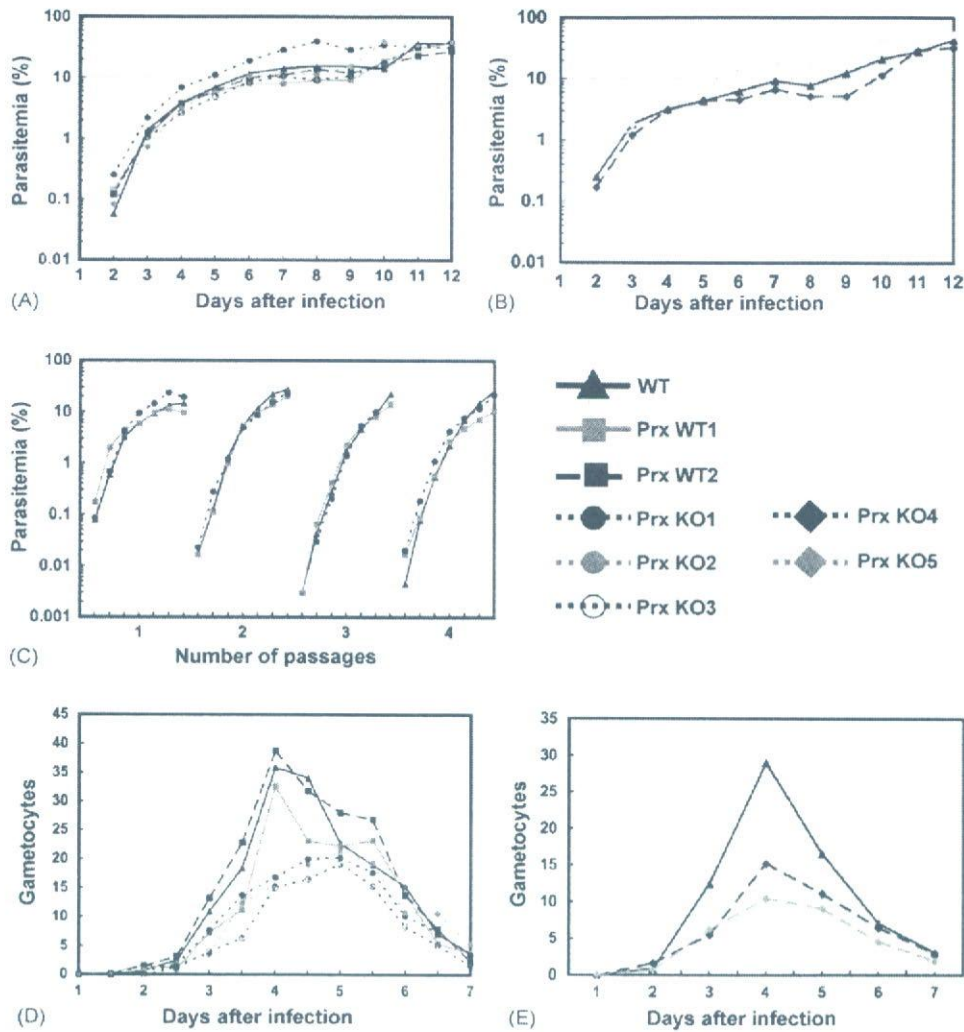 100
10
1
0.1
0.01
Parasitemia (%)
1 2 3 4 5 6 7 8 9 10 11 12
(A)
Days after infection
100
10
1
0.1
0.01
Parasitemia (%)
1 2 3 4 5 6 7 8 9 10 11 12
(B)
Days after infection
100
10
1
0.1
0.01
0.001
Parasitemia (%)
1 2 3 4
(C)
Number of passages
WT
Prx WT1
Prx WT2
Prx KO1
Prx KO2
Prx KO3
Prx KO4
Prx KO5
45
40
35
30
25
20
15
10
5
0
Gametocytes
1 2 3 4 5 6 7
(D)
Days after infection
35
30
25
20
15
10
5
0
Gametocytes
1 2 3 4 5 6 7
(E)
Days after infection